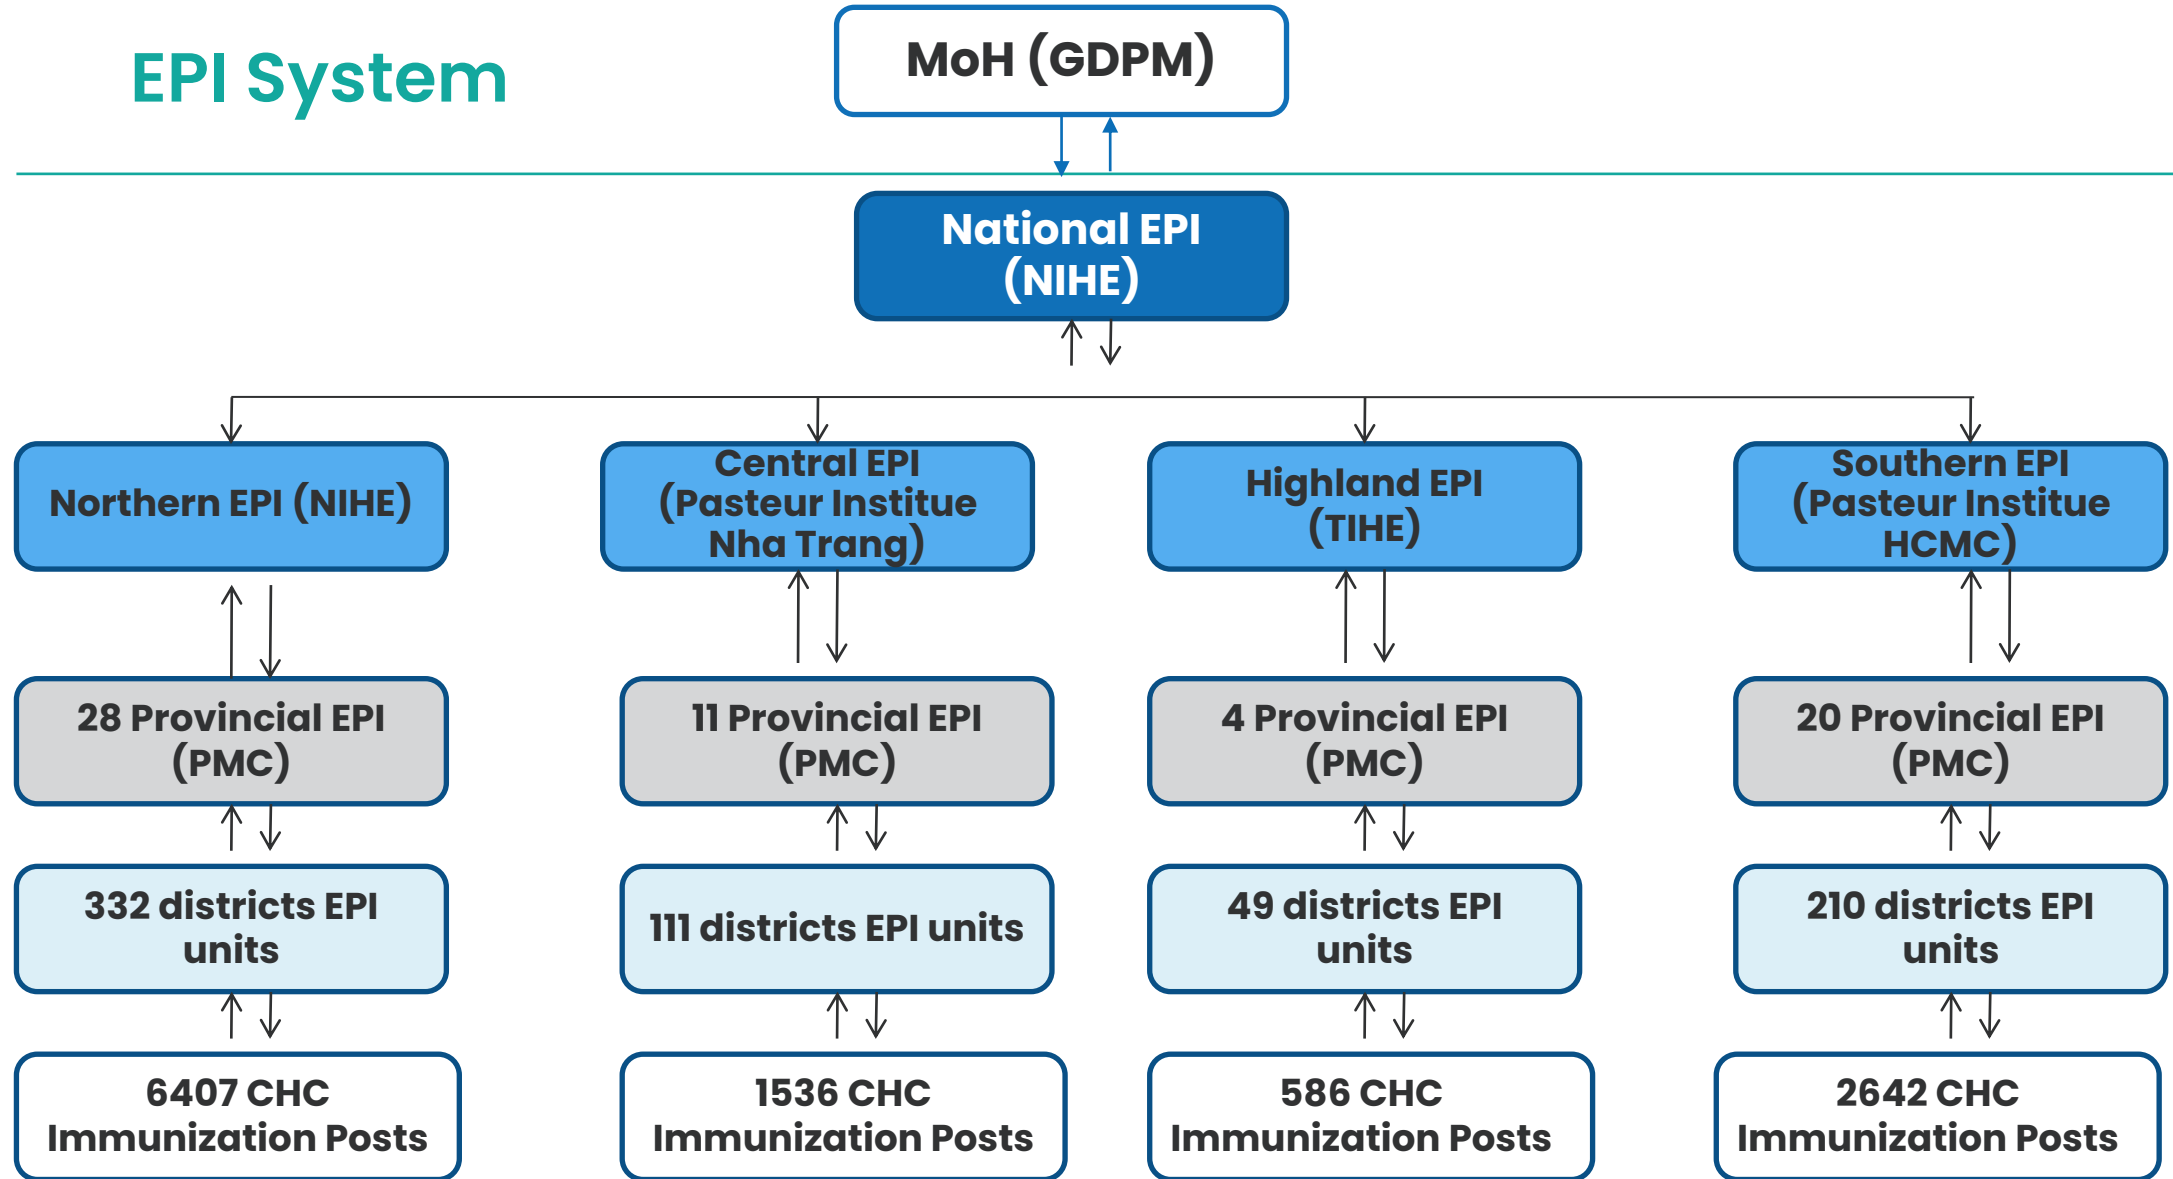 EPI System
MoH (GDPM)
National EPI
(NIHE)
Northern EPI (NIHE)
Central EPI
(Pasteur Institue
Nha Trang)
Highland EPI
(TIHE)
Southern EPI
(Pasteur Institue
HCMC)
28 Provincial EPI
(PMC)
11 Provincial EPI
(PMC)
4 Provincial EPI
(PMC)
20 Provincial EPI
(PMC)
332 districts EPI
units
111 districts EPI units
49 districts EPI
units
210 districts EPI
units
6407 CHC
Immunization Posts
1536 CHC
Immunization Posts
586 CHC
Immunization Posts
2642 CHC
Immunization Posts